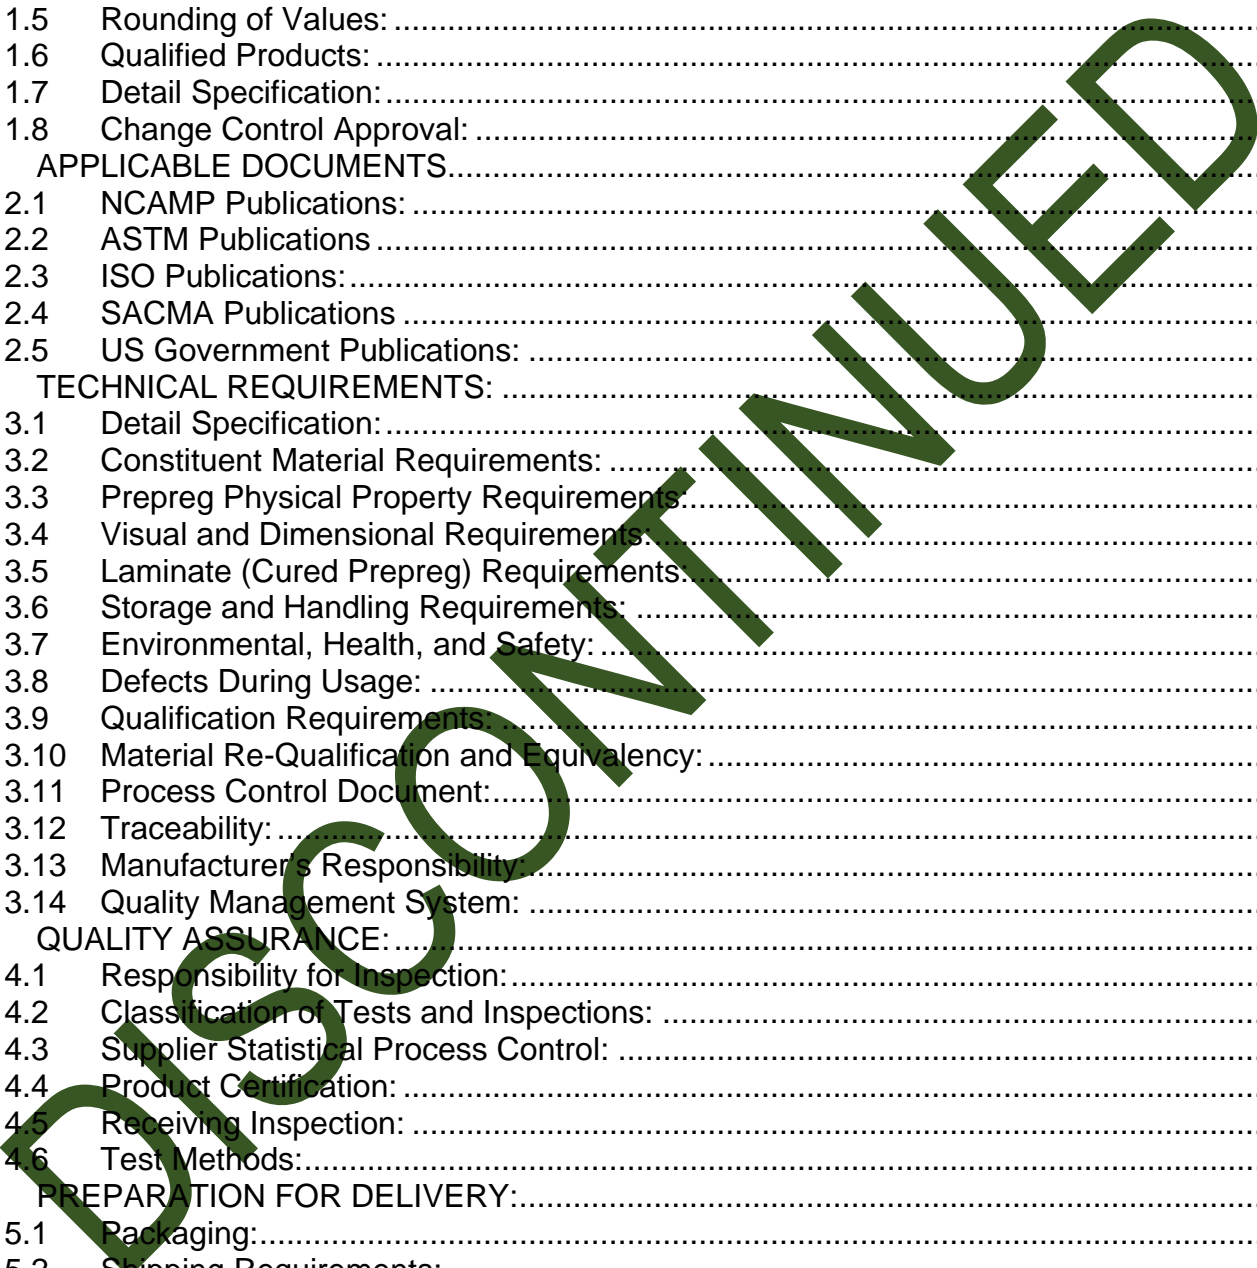 1.5 Rounding of Values:
1.6 Qualified Products:
1.7 Detail Specification:
1.8 Change Control Approval:
APPLICABLE DOCUMENTS
2.1 NCAMP Publications:
2.2 ASTM Publications
2.3 ISO Publications:
2.4 SACMA Publications
2.5 US Government Publications:
TECHNICAL REQUIREMENTS:
3.1 Detail Specification:
3.2 Constituent Material Requirements:
3.3 Prepreg Physical Property Requirements:
3.4 Visual and Dimensional Requirements:
3.5 Laminate (Cured Prepreg) Requirements:
3.6 Storage and Handling Requirements:
3.7 Environmental, Health, and Safety:
3.8 Defects During Usage:
3.9 Qualification Requirements:
3.10 Material Re-Qualification and Equivalency:
3.11 Process Control Document:
3.12 Traceability:
3.13 Manufacturer's Responsibility:
3.14 Quality Management System:
QUALITY ASSURANCE:
4.1 Responsibility for Inspection:
4.2 Classification of Tests and Inspections:
4.3 Supplier Statistical Process Control:
4.4 Product Certification:
4.5 Receiving Inspection:
4.6 Test Methods:
PREPARATION FOR DELIVERY:
5.1 Packaging:
5.2 Shipping Requirements:
DISCONTINUED